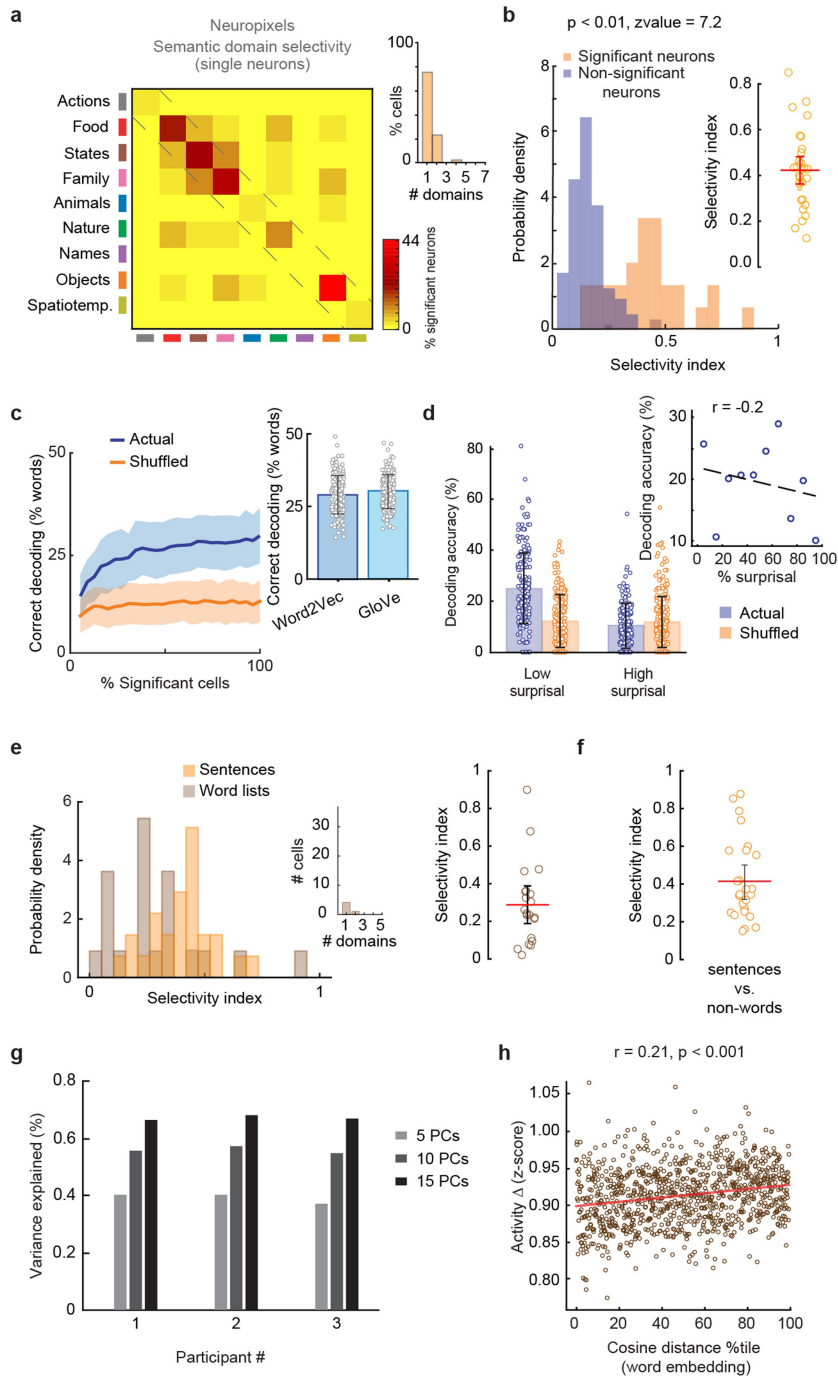 a
Neuropixels
Semantic domain selectivity
(single neurons)
Actions
Food
States
Family
Animals
Nature
Names
Objects
Spatiotemp.
100
% cells
0
1 3 5 7
# domains
44
% significant neurons
0
b
p < 0.01, zvalue = 7.2
Significant neurons
Non-significant
neurons
8
6
4
2
0
Probability density
0 0.5 1
Selectivity index
0.8
0.6
0.4
0.2
0.0
Selectivity index
c
Actual
Shuffled
50
25
0
Correct decoding (% words)
0 100
% Significant cells
50
25
0
Correct decoding (% words)
Word2Vec
GloVe
d
80
60
40
20
0
Decoding accuracy (%)
Low
surprisal
High
surprisal
r = -0.2
30
20
10
Decoding accuracy (%)
20 40 60 80 100
% surprisal
Actual
Shuffled
e
Sentences
Word lists
6
4
2
0
Probability density
0 1
Selectivity index
30
20
10
0
# cells
1 3 5
# domains
1
0.8
0.6
0.4
0.2
0
Selectivity index
f
1
0.8
0.6
0.4
0.2
0
Selectivity index
sentences
vs.
non-words
g
0.8
0.6
0.4
0.2
0
Variance explained (%)
5 PCs
10 PCs
15 PCs
1 2 3
Participant #
h
r = 0.21, p < 0.001
1.05
1.00
0.95
0.90
0.85
0.80
Activity Δ (z-score)
0 20 40 60 80 100
Cosine distance %tile
(word embedding)